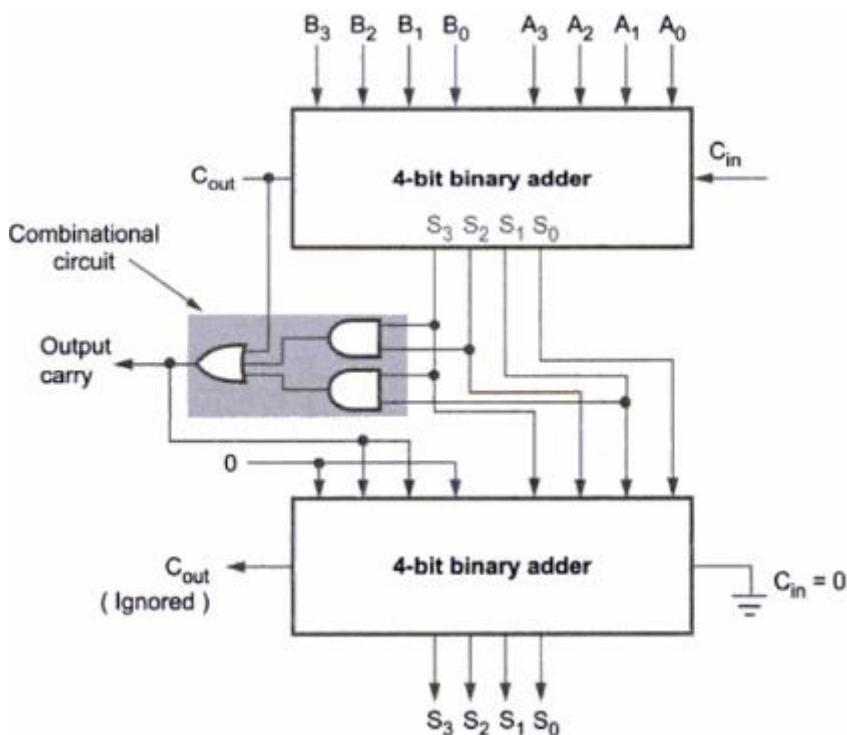 B3 B2 B1 B0 A3 A2 A1 A0
Cout
4-bit binary adder
Cin
S3 S2 S1 S0
Combinational
circuit
Output
carry
0
Cout
( Ignored )
4-bit binary adder
Cin = 0
S3 S2 S1 S0